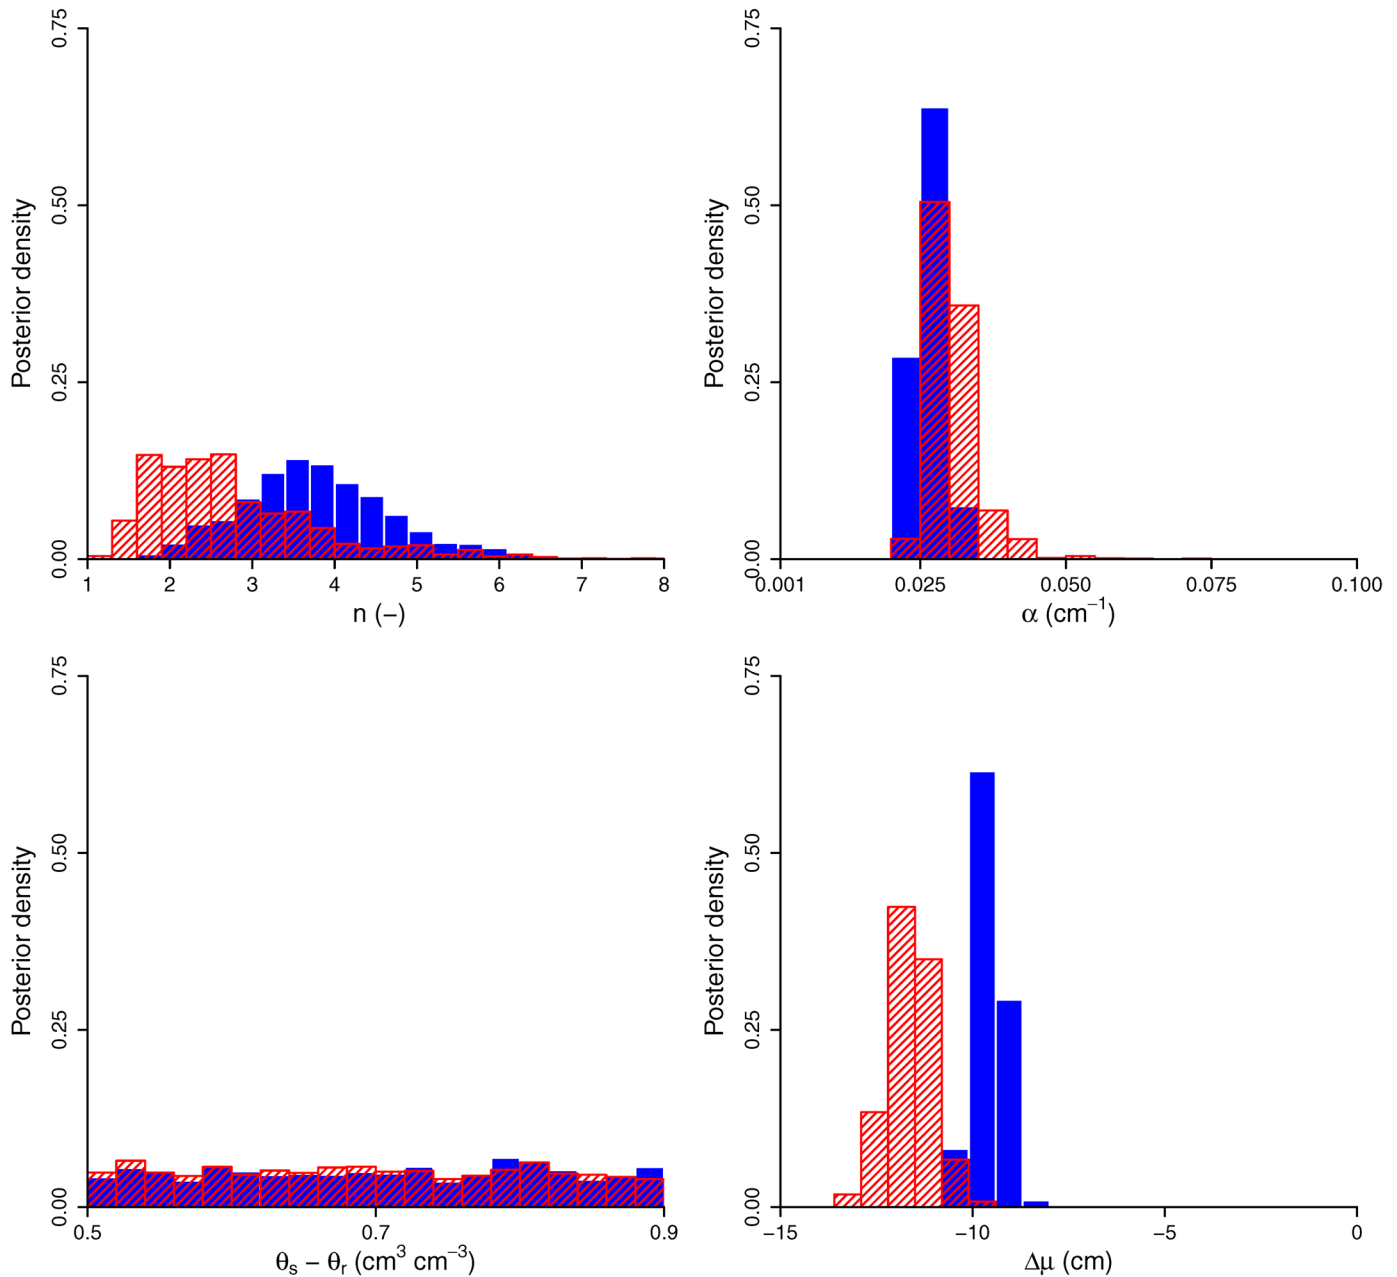 Posterior density
0.00 0.25 0.50 0.75
1 2 3 4 5 6 7 8
n (−)
Posterior density
0.00 0.25 0.50 0.75
0.001 0.025 0.050 0.075 0.100
α (cm⁻¹)
Posterior density
0.00 0.25 0.50 0.75
0.5 0.7 0.9
θₛ − θᵣ (cm³ cm⁻³)
Posterior density
0.00 0.25 0.50 0.75
−15 −10 −5 0
Δμ (cm)